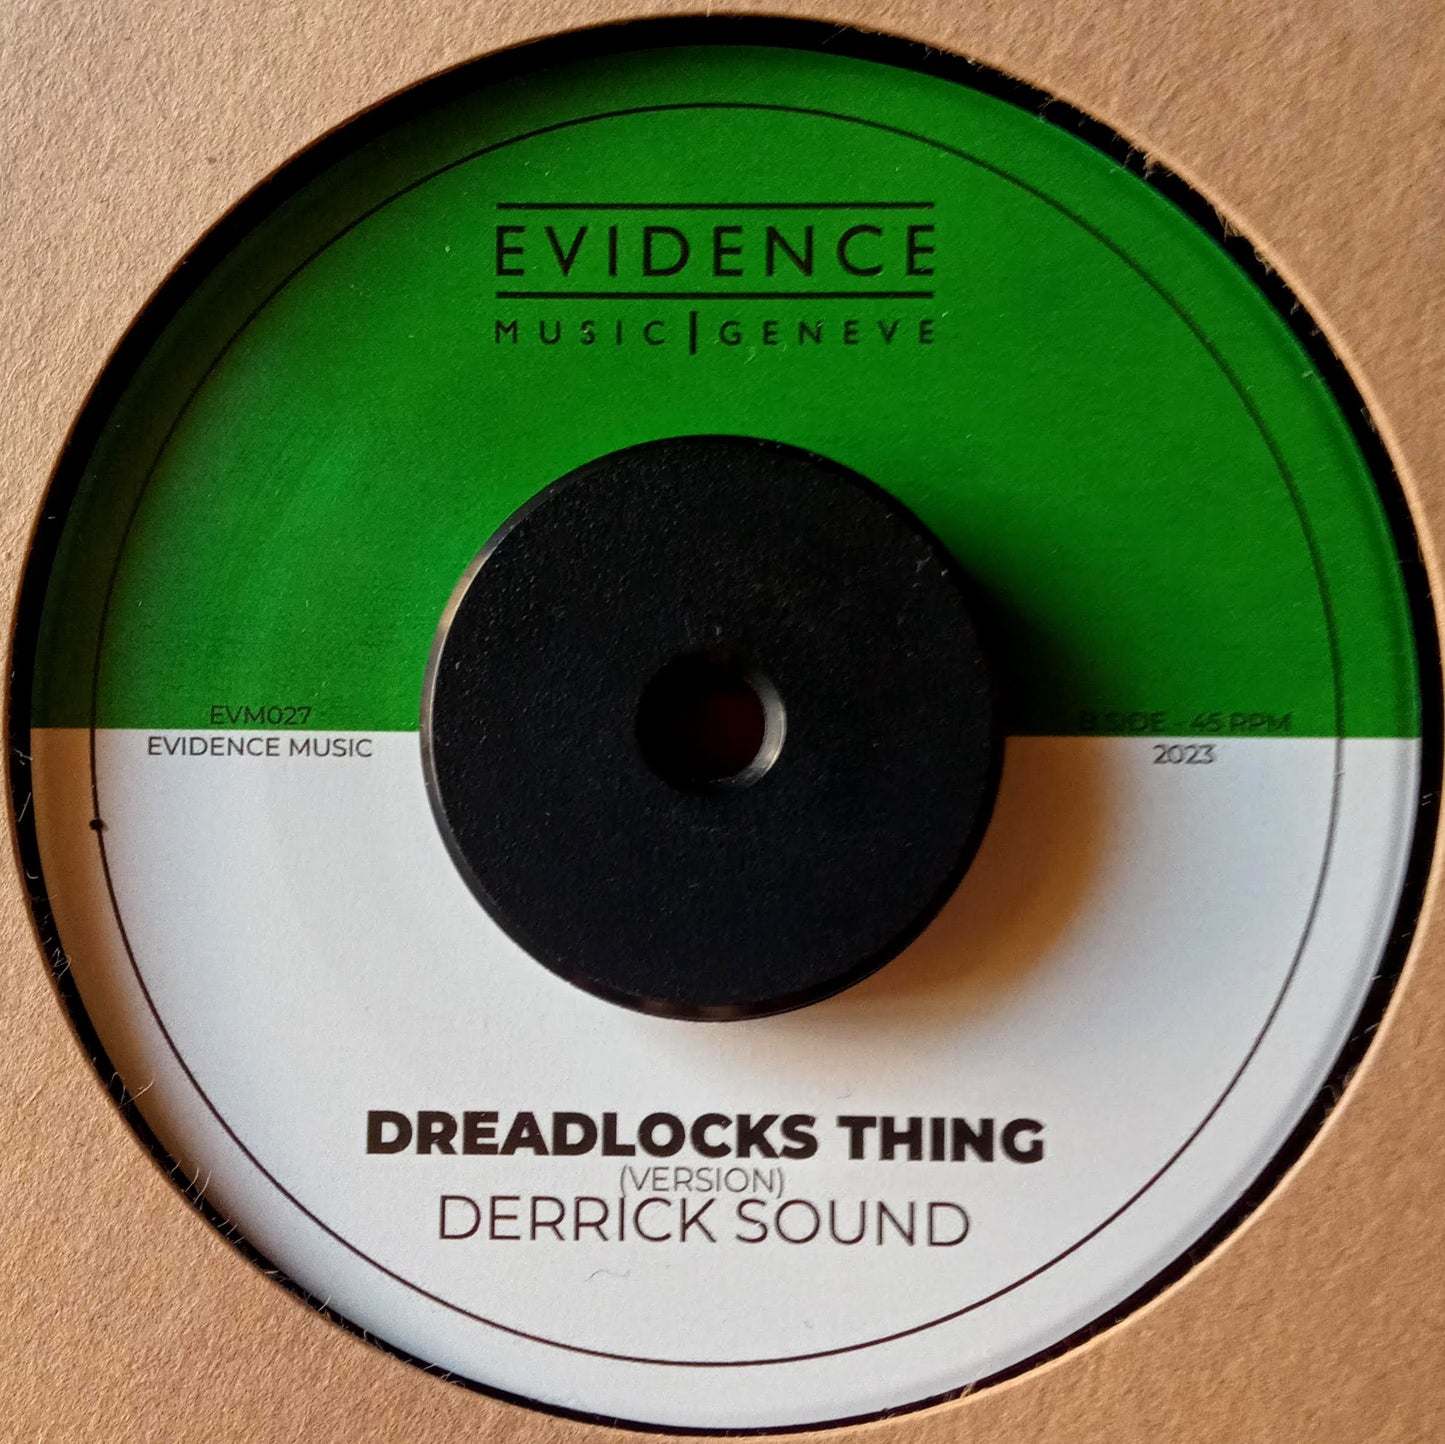 EVIDENCE
MUSIC | GENEVE
EVM027
EVIDENCE MUSIC
B SIDE - 45 RPM
2023
DREADLOCKS THING
(VERSION)
DERRICK SOUND